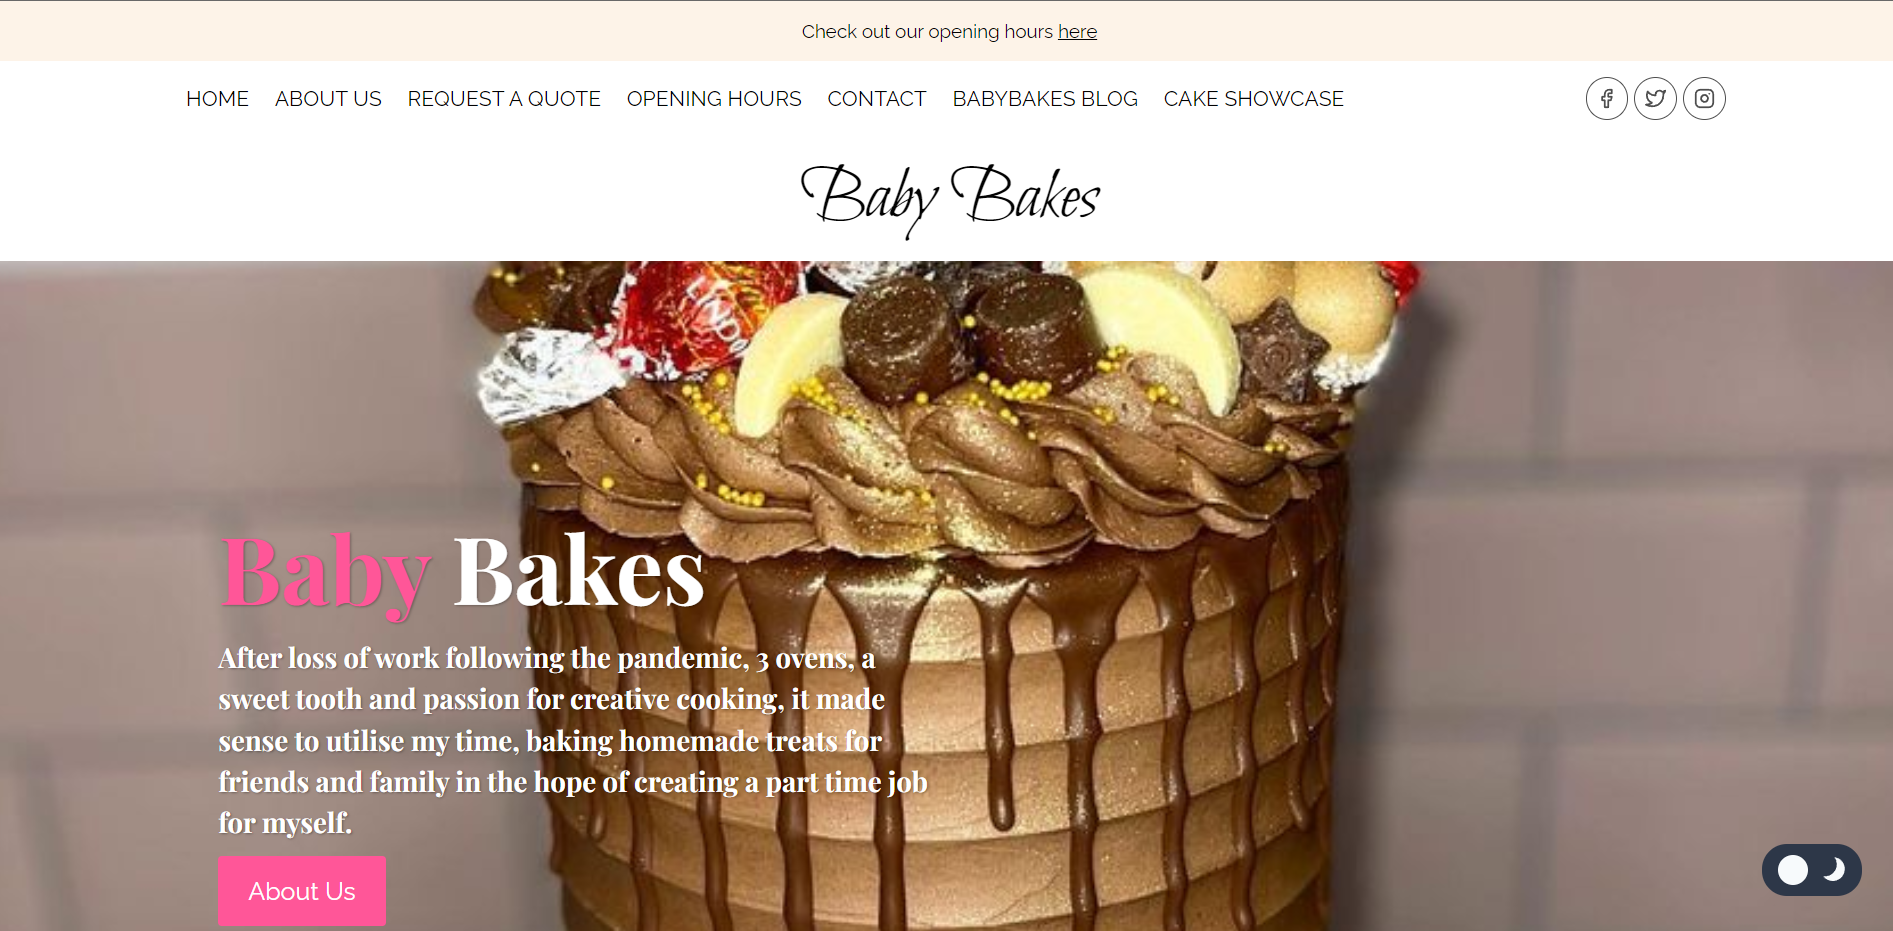 Check out our opening hours here
HOME ABOUT US REQUEST A QUOTE OPENING HOURS CONTACT BABYBAKES BLOG CAKE SHOWCASE
Baby Bakes
LINDOR
Baby Bakes
After loss of work following the pandemic, 3 ovens, a
sweet tooth and passion for creative cooking, it made
sense to utilise my time, baking homemade treats for
friends and family in the hope of creating a part time job
for myself.
About Us